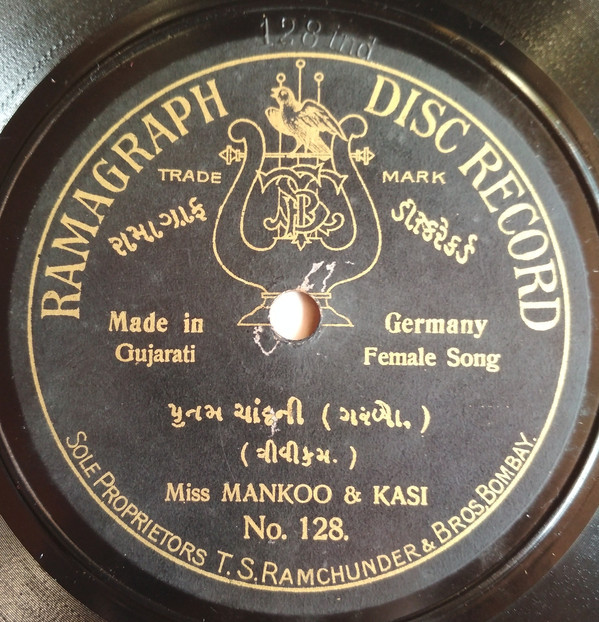 128 ind
RAMAGRAPH DISC RECORD
TRADE MARK
રામાગ્રાફ ડીસ્કરેકર્ડ
Made in Germany
Gujarati Female Song
પુનમ ચાંદની ( ગરબો. )
( ત્રીવીક્રમ. )
Miss MANKOO & KASI
No. 128.
SOLE PROPRIETORS T. S. RAMCHUNDER & BROS. BOMBAY.